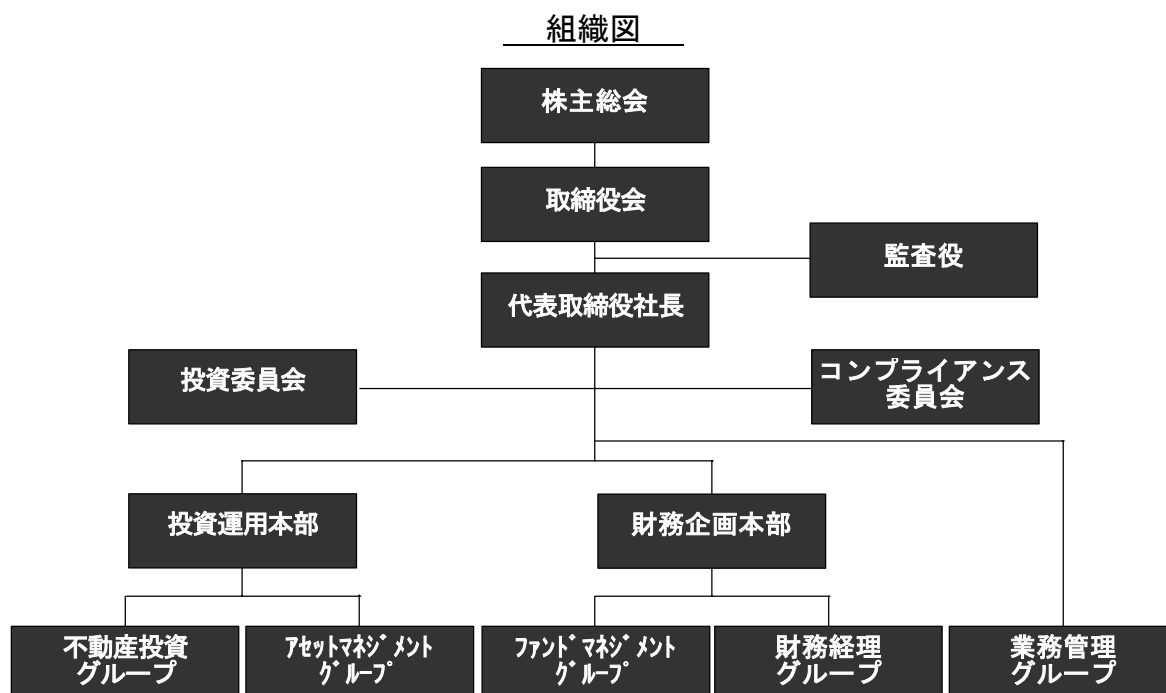 組織図
株主総会
取締役会
監査役
代表取締役社長
投資委員会
コンプライアンス
委員会
投資運用本部
財務企画本部
不動産投資
グループ
ｱｾｯﾄﾏﾈｼﾞﾒﾝﾄ
ｸﾞﾙｰﾌﾟ
ﾌｧﾝﾄﾞﾏﾈｼﾞﾒﾝﾄ
ｸﾞﾙｰﾌﾟ
財務経理
グループ
業務管理
グループ